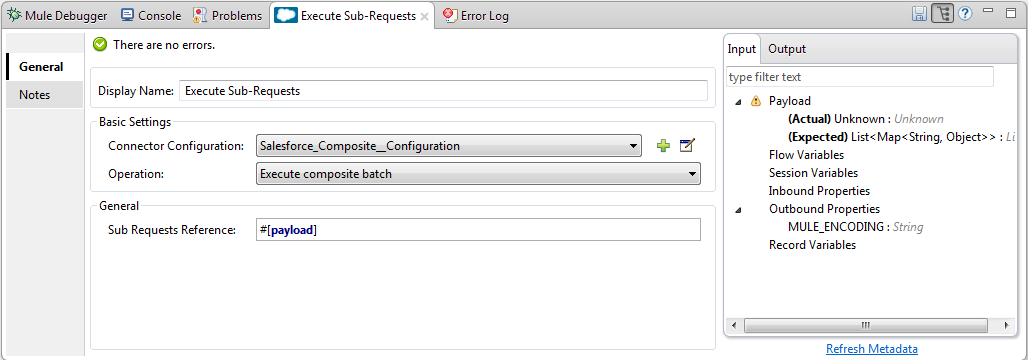 Mule Debugger Console Problems Execute Sub-Requests Error Log
General
Notes
There are no errors.
Display Name: Execute Sub-Requests
Basic Settings
Connector Configuration: Salesforce_Composite__Configuration
Operation: Execute composite batch
General
Sub Requests Reference: #[payload]
Input Output
type filter text
Payload
(Actual) Unknown : Unknown
(Expected) List<Map<String, Object>> : Li
Flow Variables
Session Variables
Inbound Properties
Outbound Properties
MULE_ENCODING : String
Record Variables
Refresh Metadata